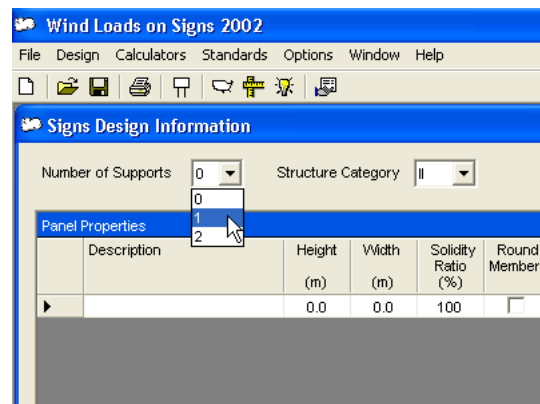 Wind Loads on Signs 2002
File Design Calculators Standards Options Window Help
Signs Design Information
Number of Supports 0 Structure Category II
0
1
2
Panel Properties
Description Height Width Solidity Round
Ratio Member
(m) (m) (%)
0.0 0.0 100